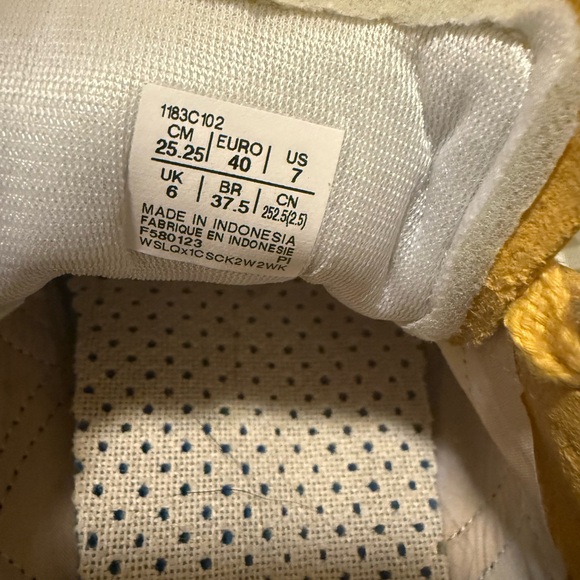 1183C102
CM EURO US
25.25 40 7
UK BR CN
6 37.5 252.5(2.5)
MADE IN INDONESIA
FABRIQUE EN INDONESIE
F580123 PI
WSLQx1CSCK2W2WK